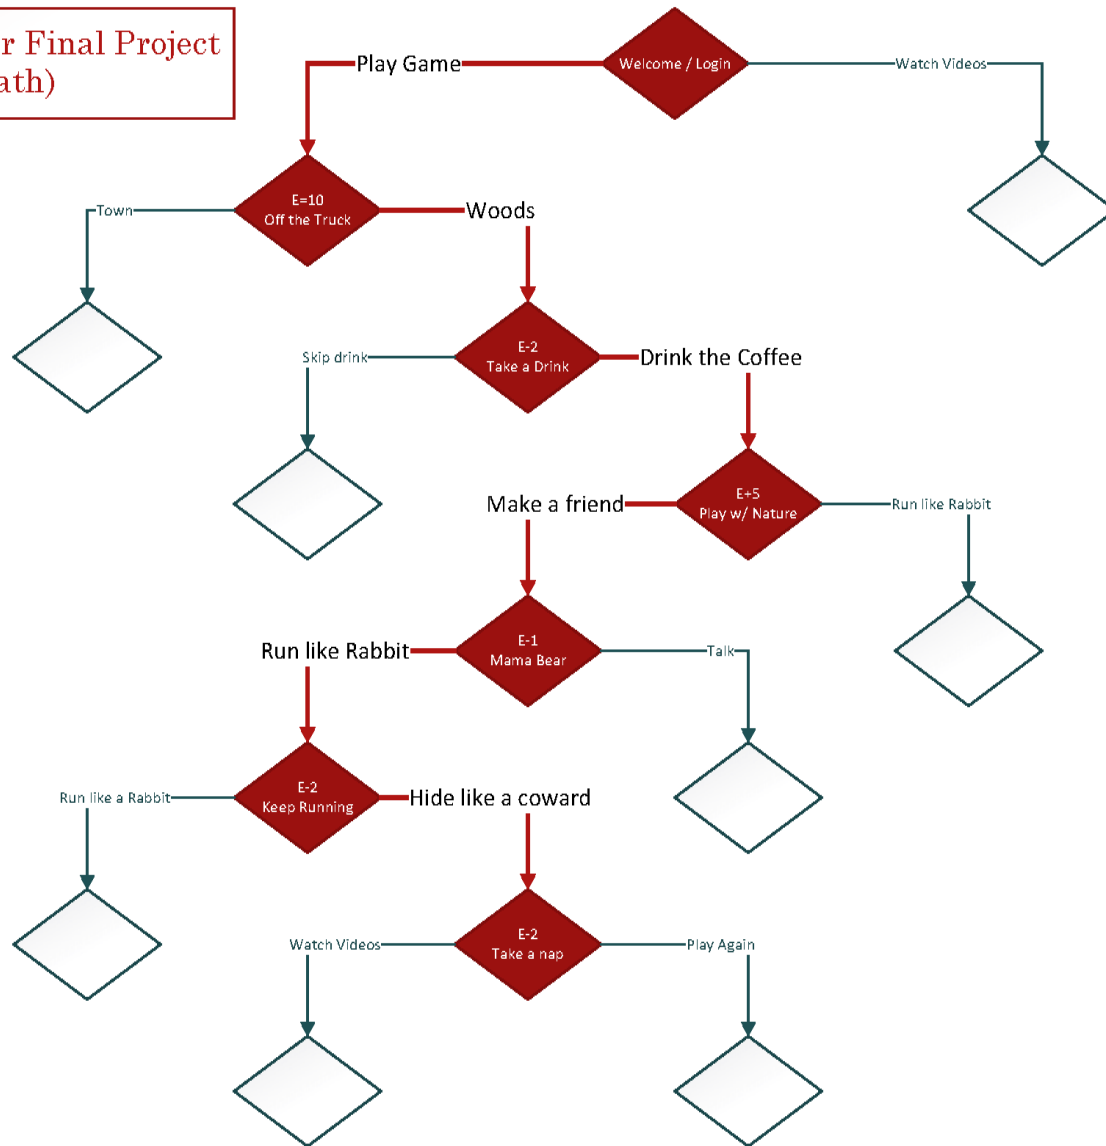 r Final Project
ath)
Play Game
Welcome / Login
Watch Videos
E=10
Off the Truck
Town
Woods
E-2
Take a Drink
Skip drink
Drink the Coffee
E+5
Play w/ Nature
Make a friend
Run like Rabbit
E-1
Mama Bear
Run like Rabbit
Talk
E-2
Keep Running
Run like a Rabbit
Hide like a coward
E-2
Take a nap
Watch Videos
Play Again